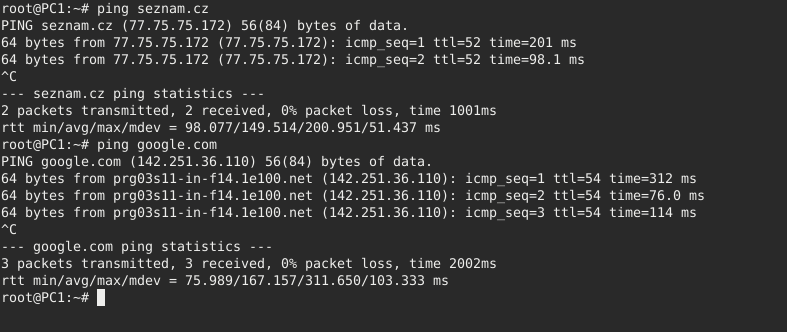 root@PC1:~# ping seznam.cz
PING seznam.cz (77.75.75.172) 56(84) bytes of data.
64 bytes from 77.75.75.172 (77.75.75.172): icmp_seq=1 ttl=52 time=201 ms
64 bytes from 77.75.75.172 (77.75.75.172): icmp_seq=2 ttl=52 time=98.1 ms
^C
--- seznam.cz ping statistics ---
2 packets transmitted, 2 received, 0% packet loss, time 1001ms
rtt min/avg/max/mdev = 98.077/149.514/200.951/51.437 ms
root@PC1:~# ping google.com
PING google.com (142.251.36.110) 56(84) bytes of data.
64 bytes from prg03s11-in-f14.1e100.net (142.251.36.110): icmp_seq=1 ttl=54 time=312 ms
64 bytes from prg03s11-in-f14.1e100.net (142.251.36.110): icmp_seq=2 ttl=54 time=76.0 ms
64 bytes from prg03s11-in-f14.1e100.net (142.251.36.110): icmp_seq=3 ttl=54 time=114 ms
^C
--- google.com ping statistics ---
3 packets transmitted, 3 received, 0% packet loss, time 2002ms
rtt min/avg/max/mdev = 75.989/167.157/311.650/103.333 ms
root@PC1:~#